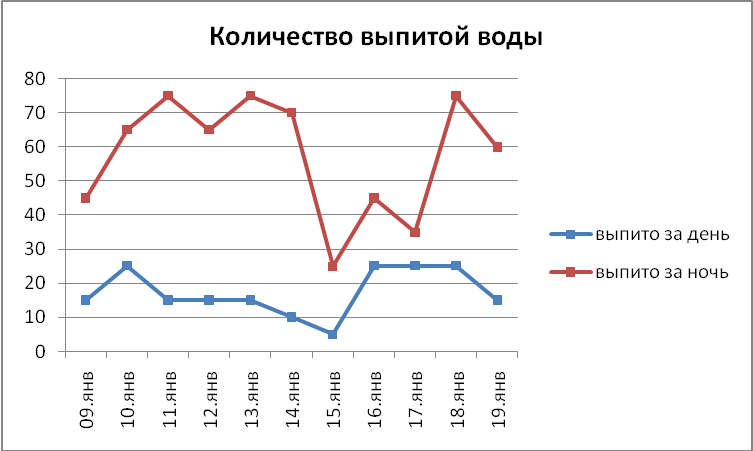 Количество выпитой воды
80
70
60
50
40
30
20
10
0
выпито за день
выпито за ночь
09.янв
10.янв
11.янв
12.янв
13.янв
14.янв
15.янв
16.янв
17.янв
18.янв
19.янв